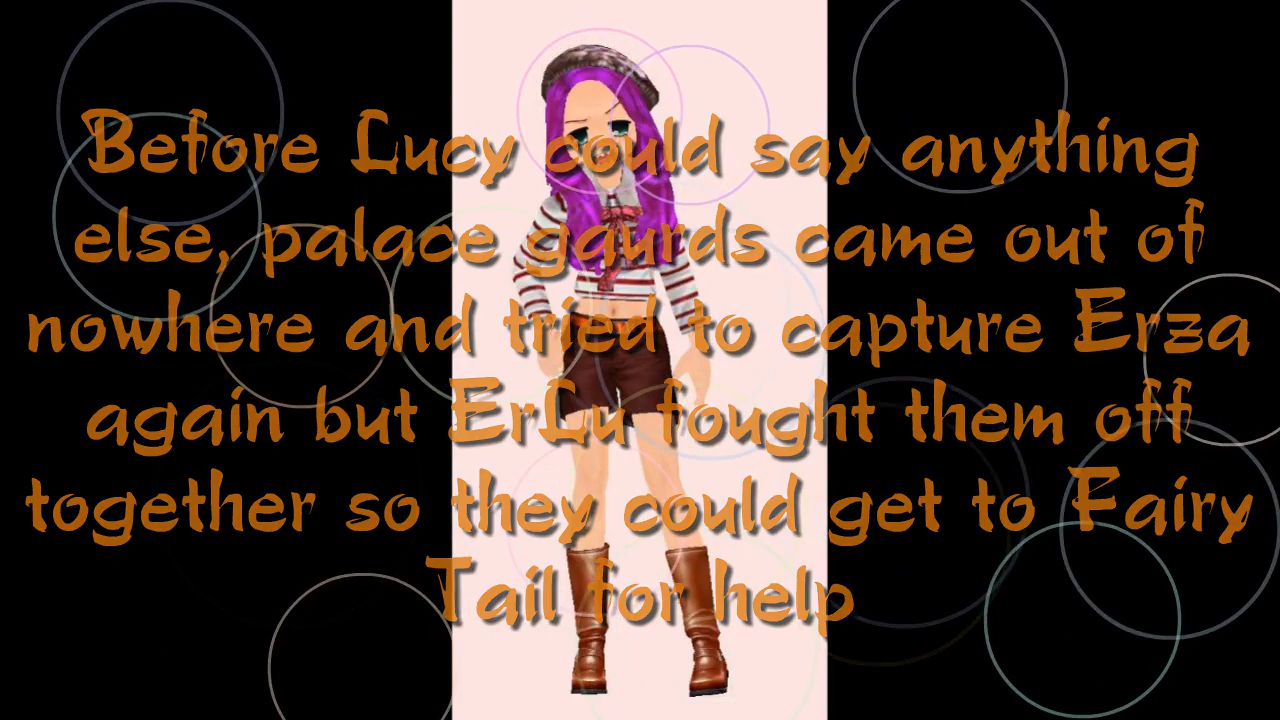 Before Lucy could say anything
else, palace gaurds came out of
nowhere and tried to capture Erza
again but ErLu fought them off
together so they could get to Fairy
Tail for help